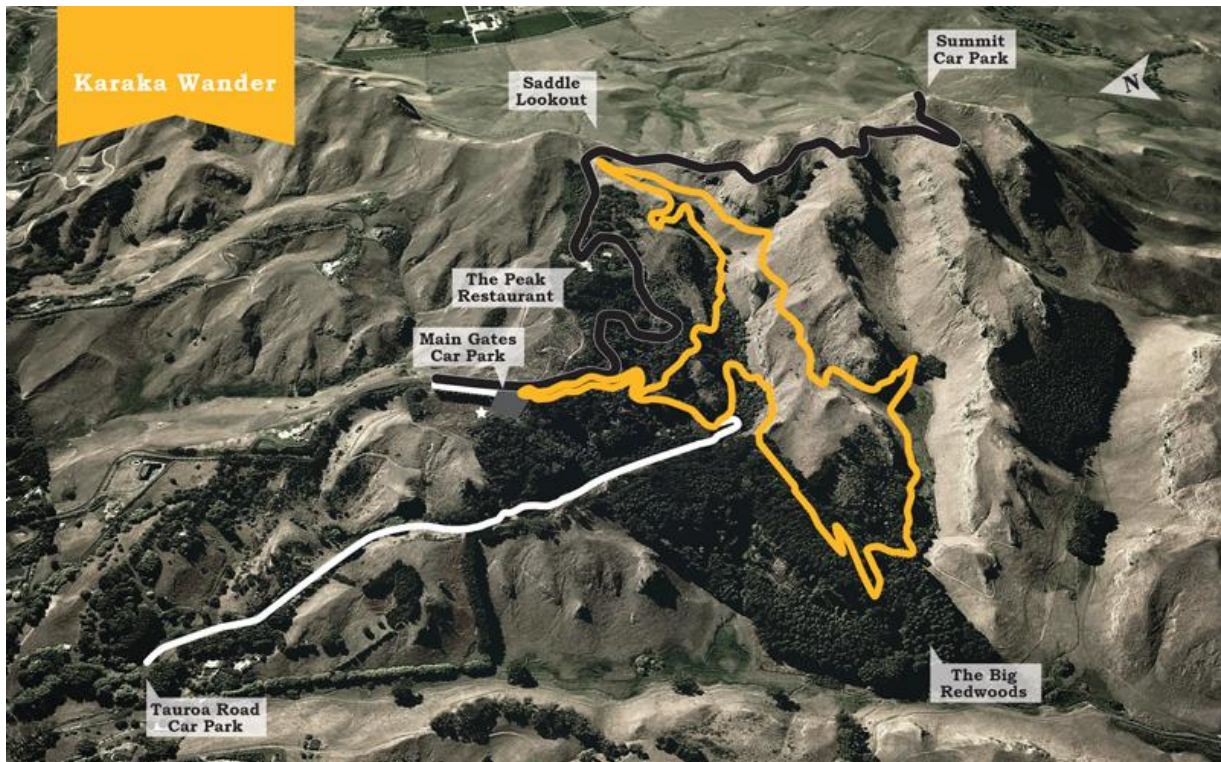 Karaka Wander
Saddle
Lookout
Summit
Car Park
N
The Peak
Restaurant
Main Gates
Car Park
The Big
Redwoods
Tauroa Road
Car Park